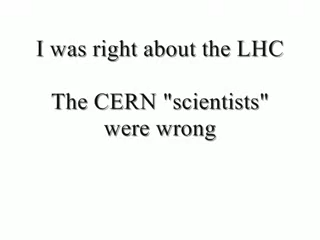 I was right about the LHC
The CERN "scientists"
were wrong